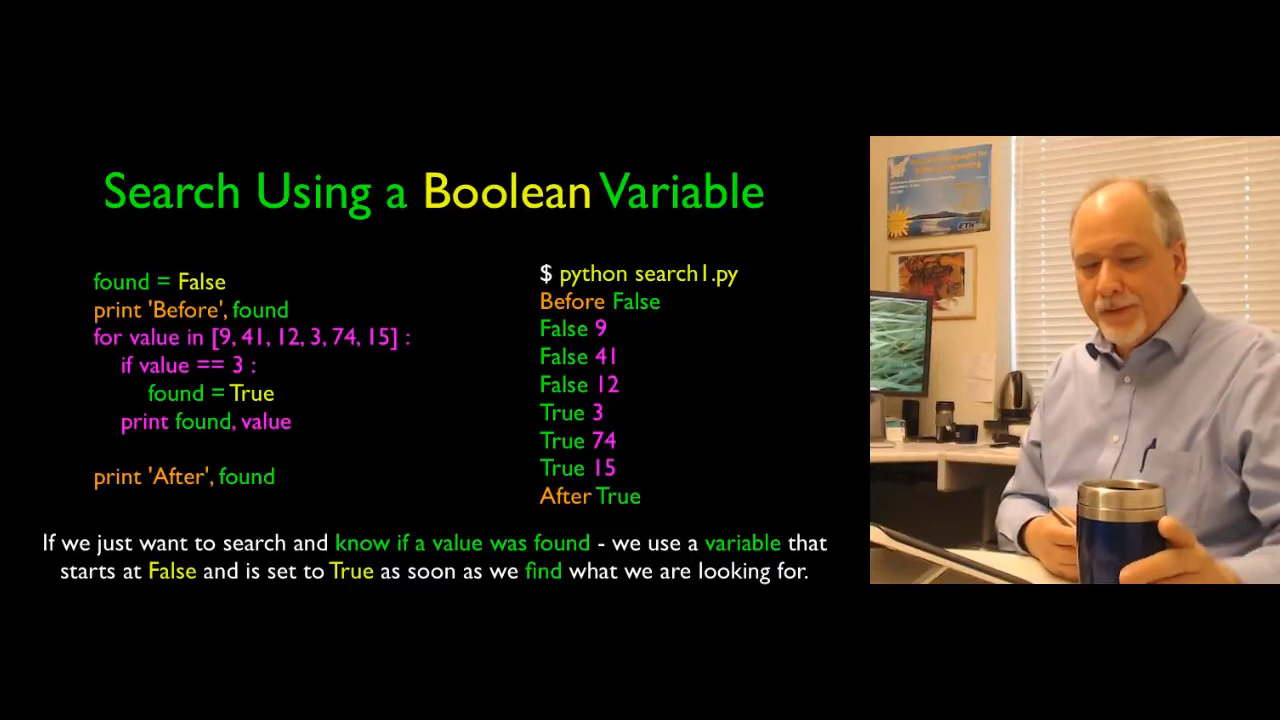 Search Using a Boolean Variable
found = False
print 'Before', found
for value in [9, 41, 12, 3, 74, 15] :
if value == 3 :
found = True
print found, value
print 'After', found
$ python search1.py
Before False
False 9
False 41
False 12
True 3
True 74
True 15
After True
If we just want to search and know if a value was found - we use a variable that
starts at False and is set to True as soon as we find what we are looking for.